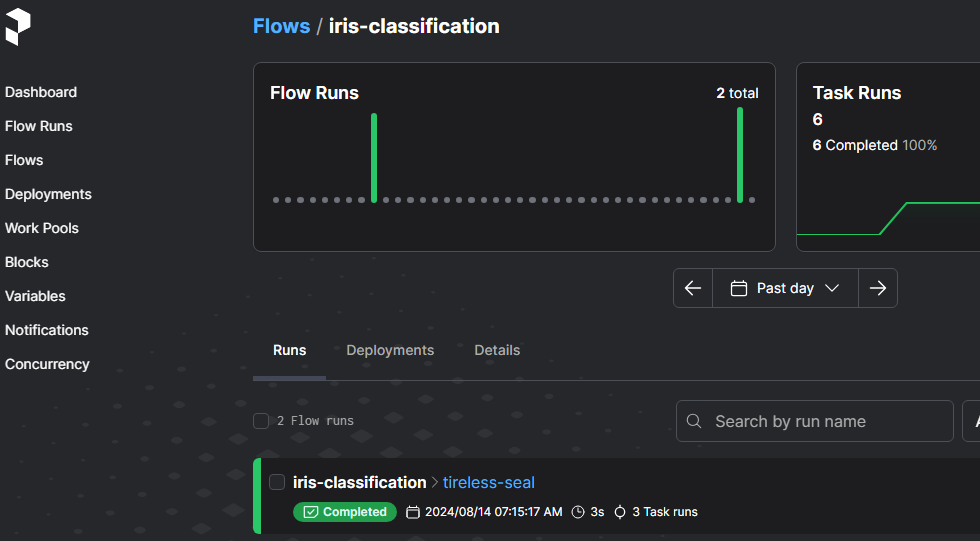 Flows / iris-classification
Dashboard
Flow Runs
Flows
Deployments
Work Pools
Blocks
Variables
Notifications
Concurrency
Flow Runs 2 total
Task Runs
6
6 Completed 100%
Past day
Runs Deployments Details
2 Flow runs
Search by run name
iris-classification > tireless-seal
Completed 2024/08/14 07:15:17 AM 3s 3 Task runs